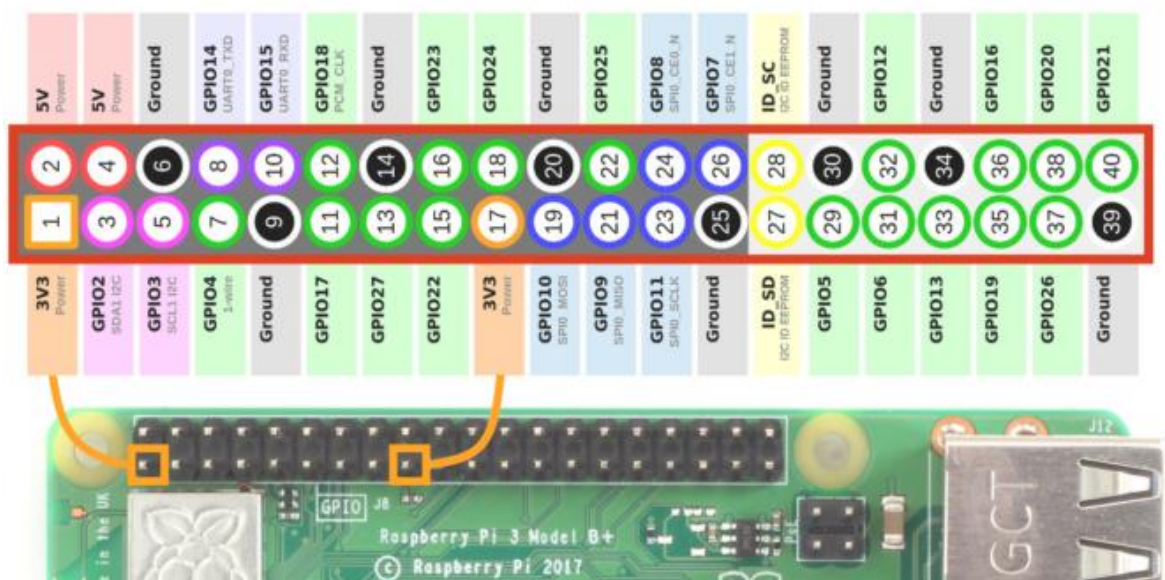 5V
Power
5V
Power
Ground
GPIO14
UART0_TXD
GPIO15
UART0_RXD
GPIO18
PCM_CLK
Ground
GPIO23
GPIO24
Ground
GPIO25
GPIO8
SPI0_CE0_N
GPIO7
SPI0_CE1_N
ID_SC
I2C ID EEPROM
Ground
GPIO12
Ground
GPIO16
GPIO20
GPIO21
2 4 6 8 10 12 14 16 18 20 22 24 26 28 30 32 34 36 38 40
1 3 5 7 9 11 13 15 17 19 21 23 25 27 29 31 33 35 37 39
3V3
Power
GPIO2
SDA1 I2C
GPIO3
SCL1 I2C
GPIO4
1-wire
Ground
GPIO17
GPIO27
GPIO22
3V3
Power
GPIO10
SPI0_MOSI
GPIO9
SPI0_MISO
GPIO11
SPI0_SCLK
Ground
ID_SD
I2C ID EEPROM
GPIO5
GPIO6
GPIO13
GPIO19
GPIO26
Ground
J12
in the UK
GPIO
J8
Raspberry Pi 3 Model B+
© Raspberry Pi 2017
PoE
GCT